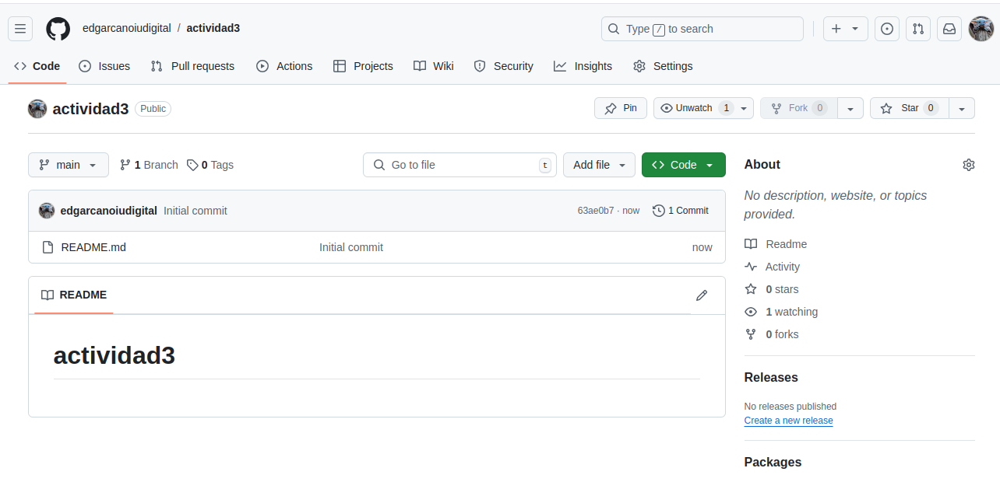 edgarcanoiudigital / actividad3
Type / to search
Code Issues Pull requests Actions Projects Wiki Security Insights Settings
actividad3 Public
Pin Unwatch 1 Fork 0 Star 0
main 1 Branch 0 Tags Go to file t Add file Code
edgarcanoiudigital Initial commit 63ae0b7 · now 1 Commit
README.md Initial commit now
README
actividad3
About
No description, website, or topics
provided.
Readme
Activity
0 stars
1 watching
0 forks
Releases
No releases published
Create a new release
Packages